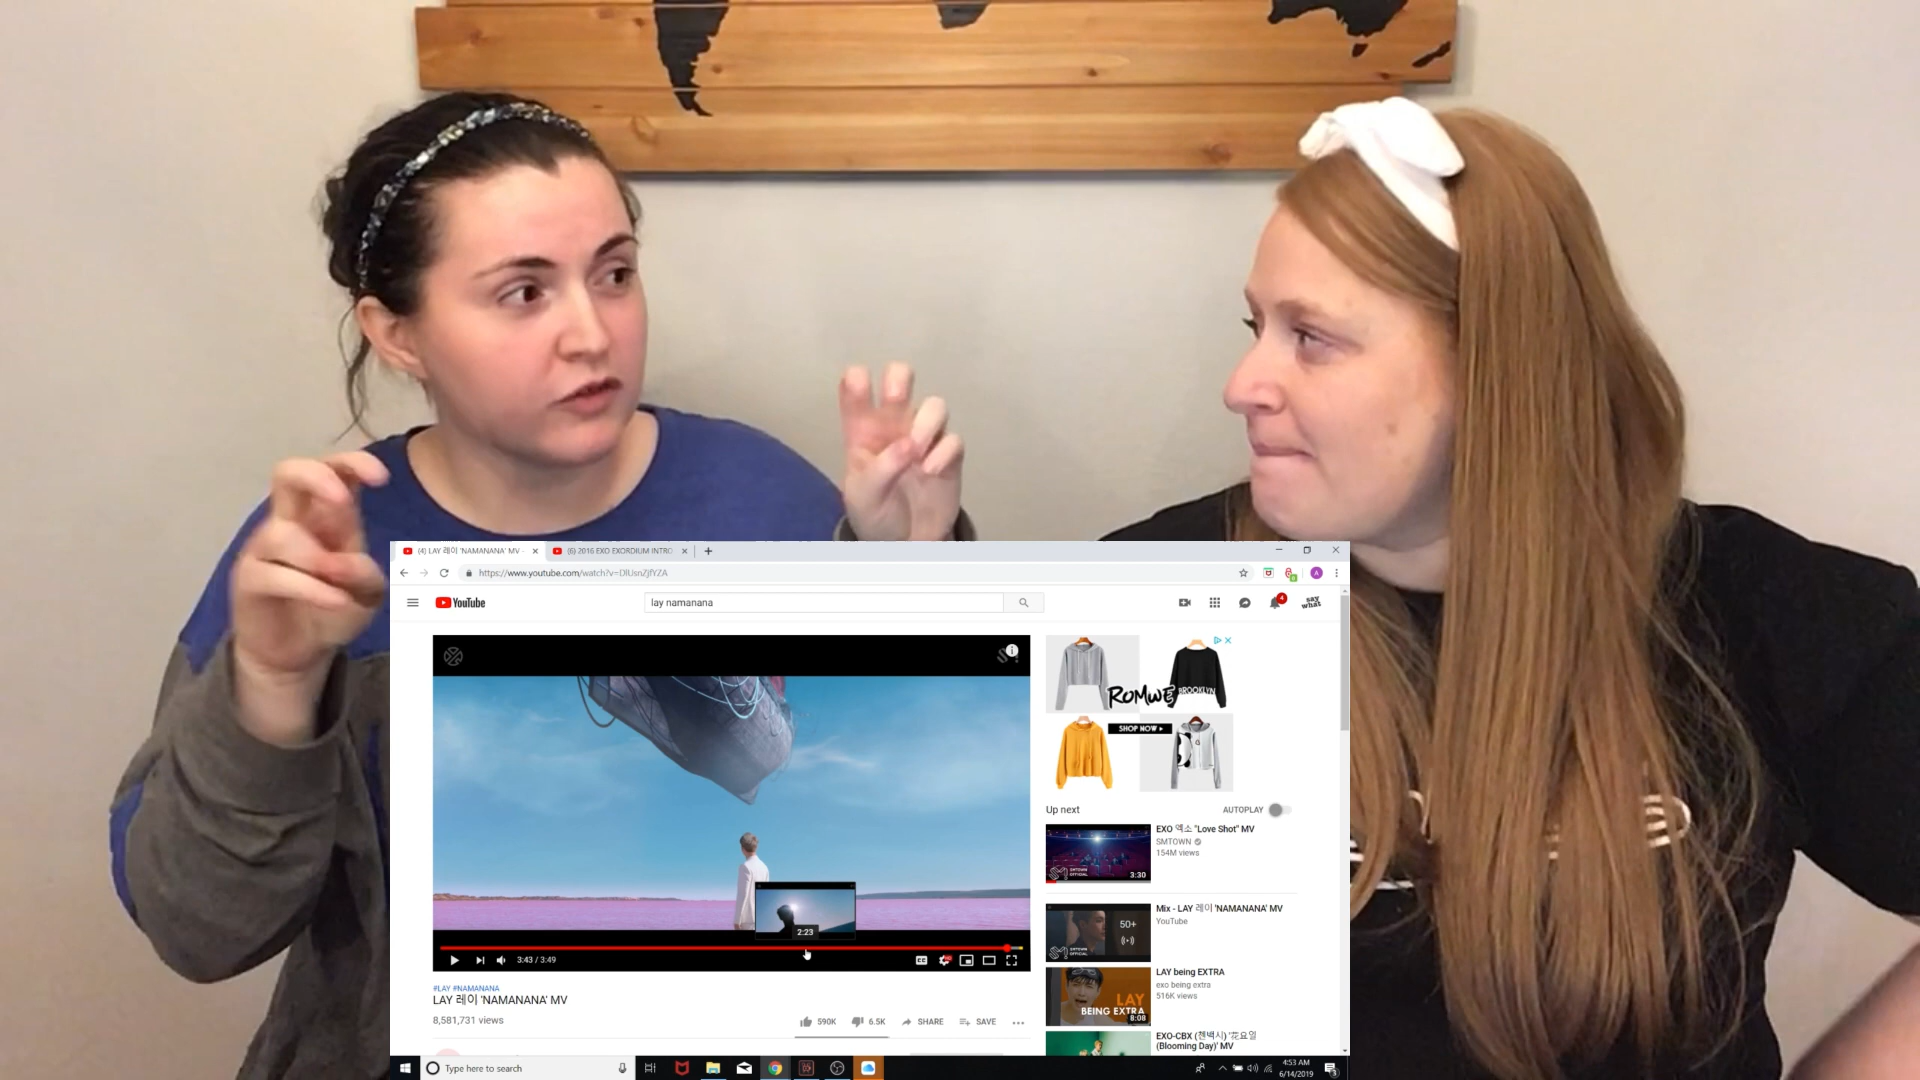 (4) LAY 레이 'NAMANANA' MV -
(6) 2016 EXO EXORDIUM INTRO
https://www.youtube.com/watch?v=DlUsnZJfYZA
YouTube
lay namanana
4
say
what
ROMWE
BROOKLYN
SHOP NOW
Up next
AUTOPLAY
EXO 엑소 "Love Shot" MV
SMTOWN
154M views
3:30
Mix - LAY 레이 'NAMANANA' MV
YouTube
50+
LAY being EXTRA
exo being extra
516K views
LAY
BEING EXTRA
8:08
EXO-CBX (첸백시) '花요일
(Blooming Day)' MV
2:23
3:43 / 3:49
#LAY #NAMANANA
LAY 레이 'NAMANANA' MV
8,581,731 views
590K
6.5K
SHARE
SAVE
Type here to search
4:53 AM
6/14/2019